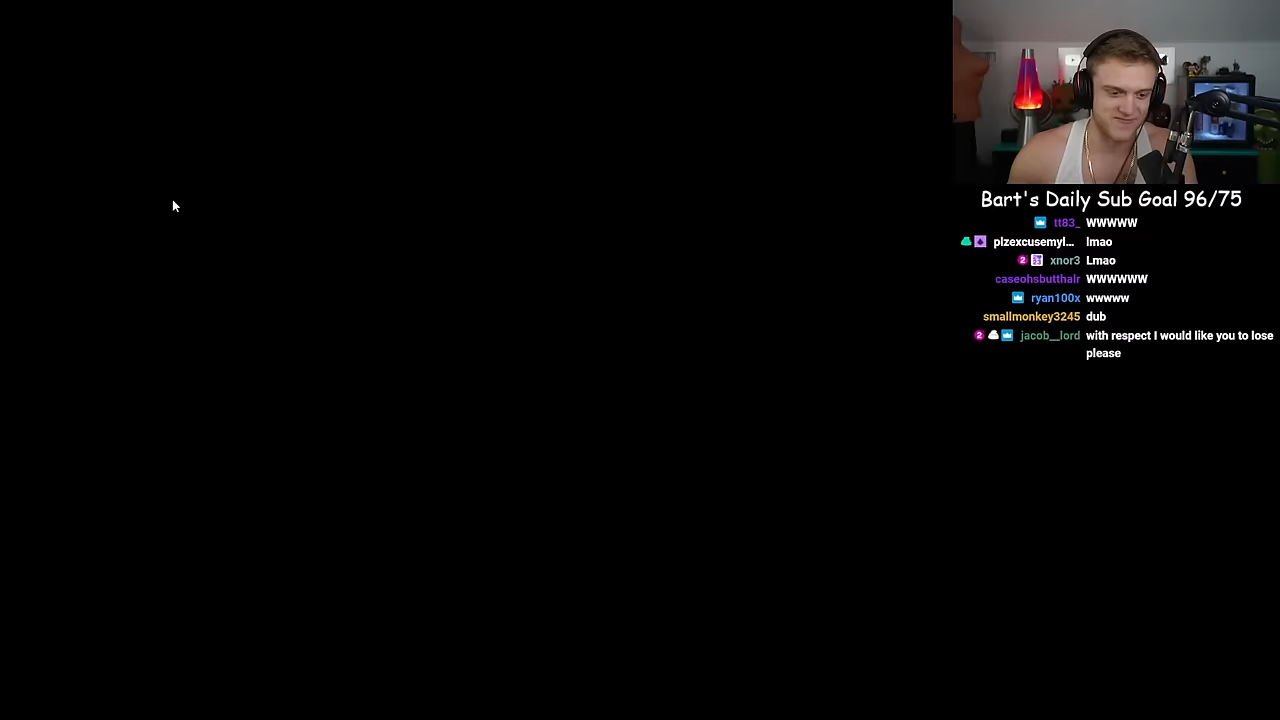 Bart's Daily Sub Goal 96/75
tt83_ WWWWW
plzexcusemyl... lmao
xnor3 Lmao
caseohsbutthalr WWWWWW
ryan100x wwwww
smallmonkey3245 dub
jacob__lord with respect I would like you to lose
please